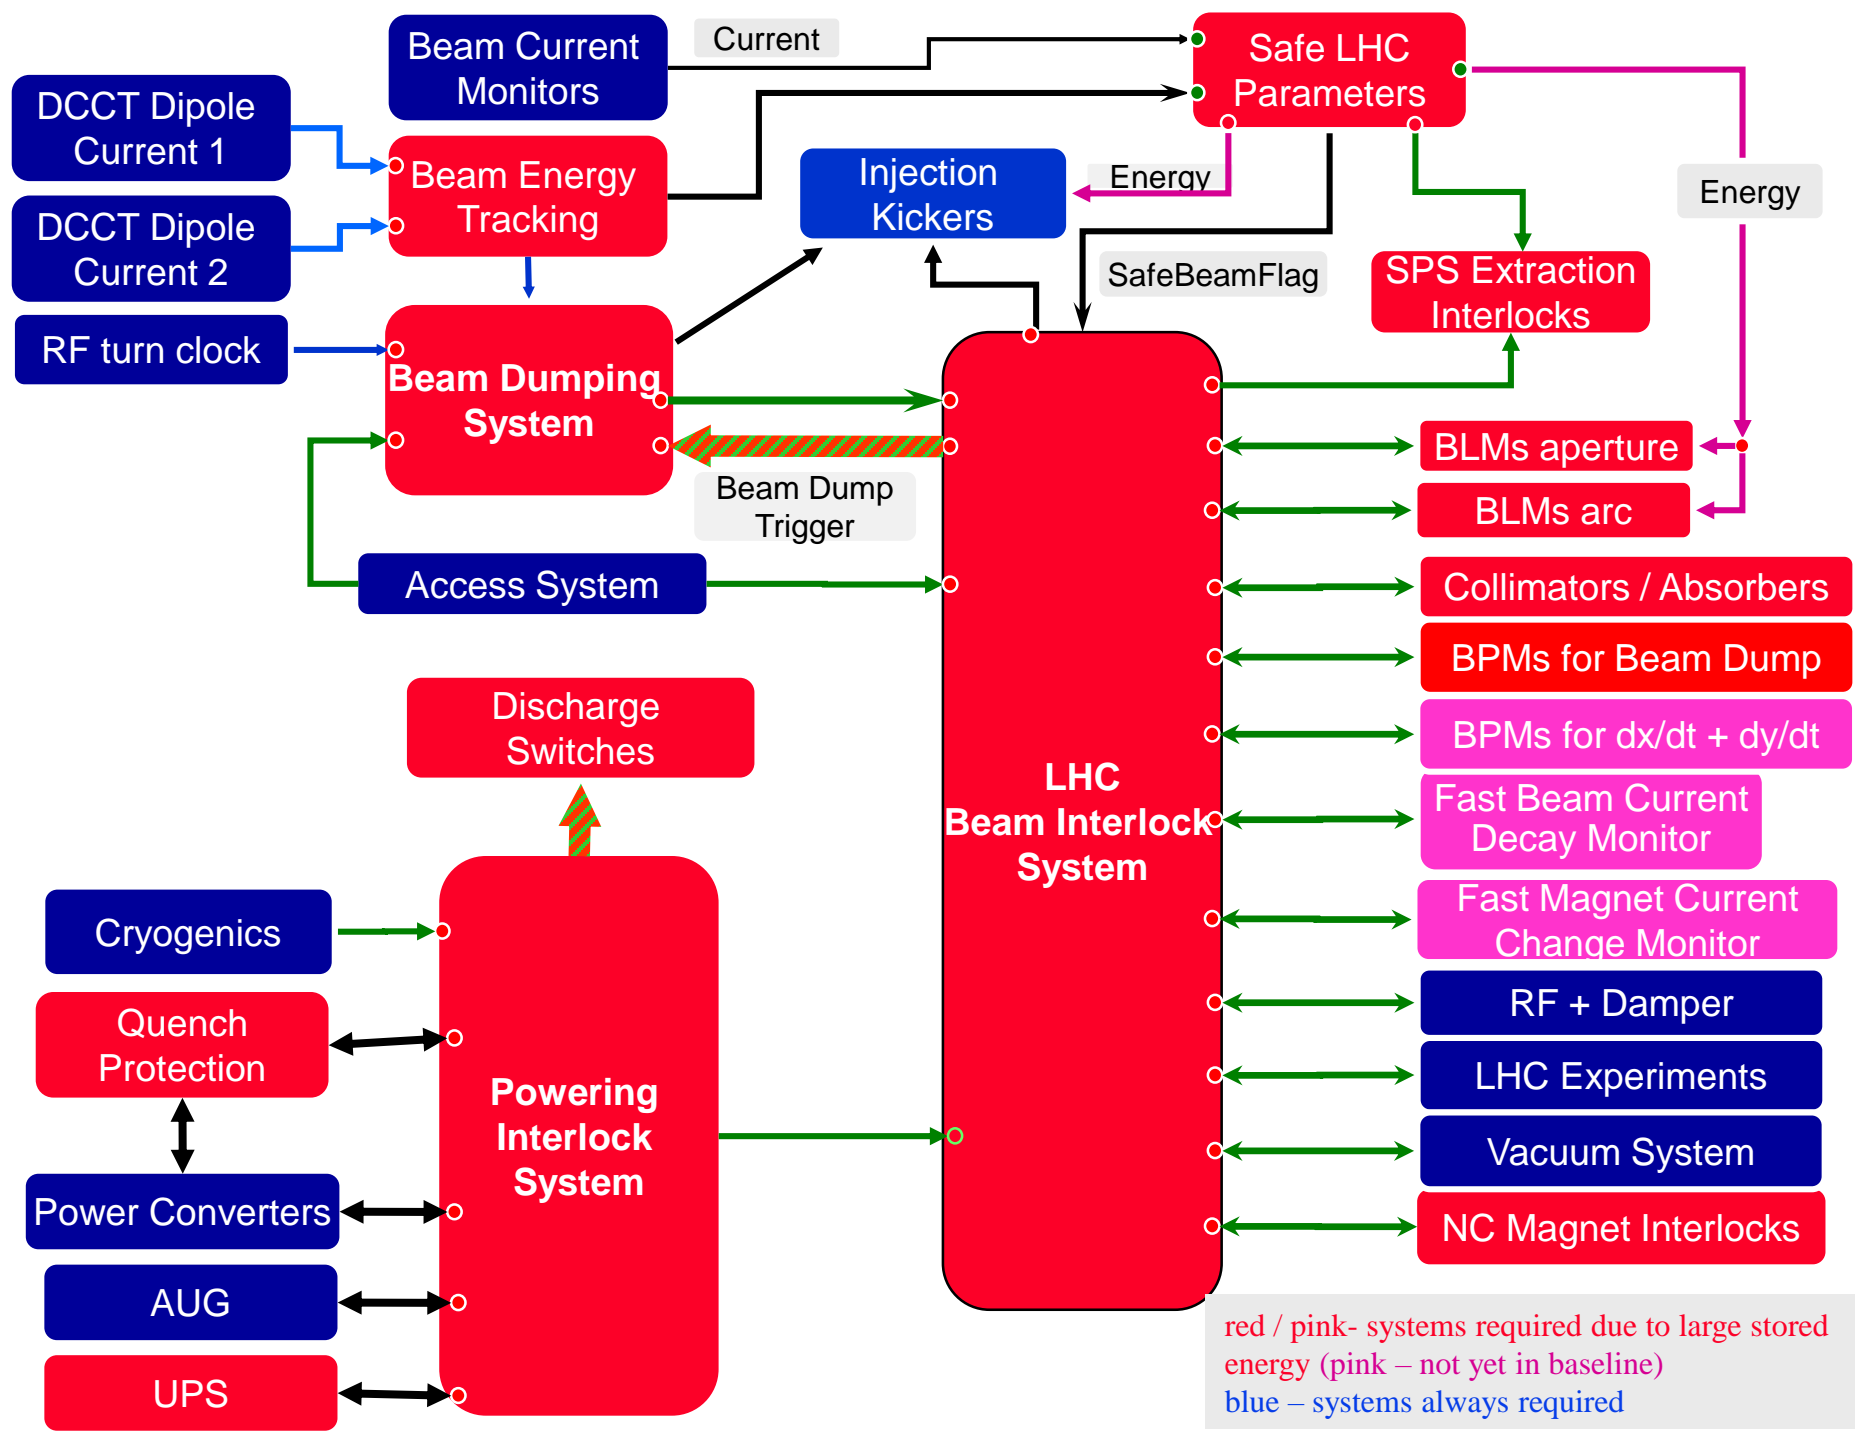 Beam Current
Monitors
Current
Safe LHC
Parameters
DCCT Dipole
Current 1
Beam Energy
Tracking
Injection
Kickers
Energy
Energy
DCCT Dipole
Current 2
SafeBeamFlag
SPS Extraction
Interlocks
RF turn clock
Beam Dumping
System
BLMs aperture
Beam Dump
Trigger
BLMs arc
Access System
Collimators / Absorbers
BPMs for Beam Dump
Discharge
Switches
BPMs for dx/dt + dy/dt
LHC
Beam Interlock
System
Fast Beam Current
Decay Monitor
Fast Magnet Current
Change Monitor
Cryogenics
RF + Damper
Quench
Protection
LHC Experiments
Powering
Interlock
System
Vacuum System
Power Converters
NC Magnet Interlocks
AUG
UPS
red / pink- systems required due to large stored
energy (pink – not yet in baseline)
blue – systems always required